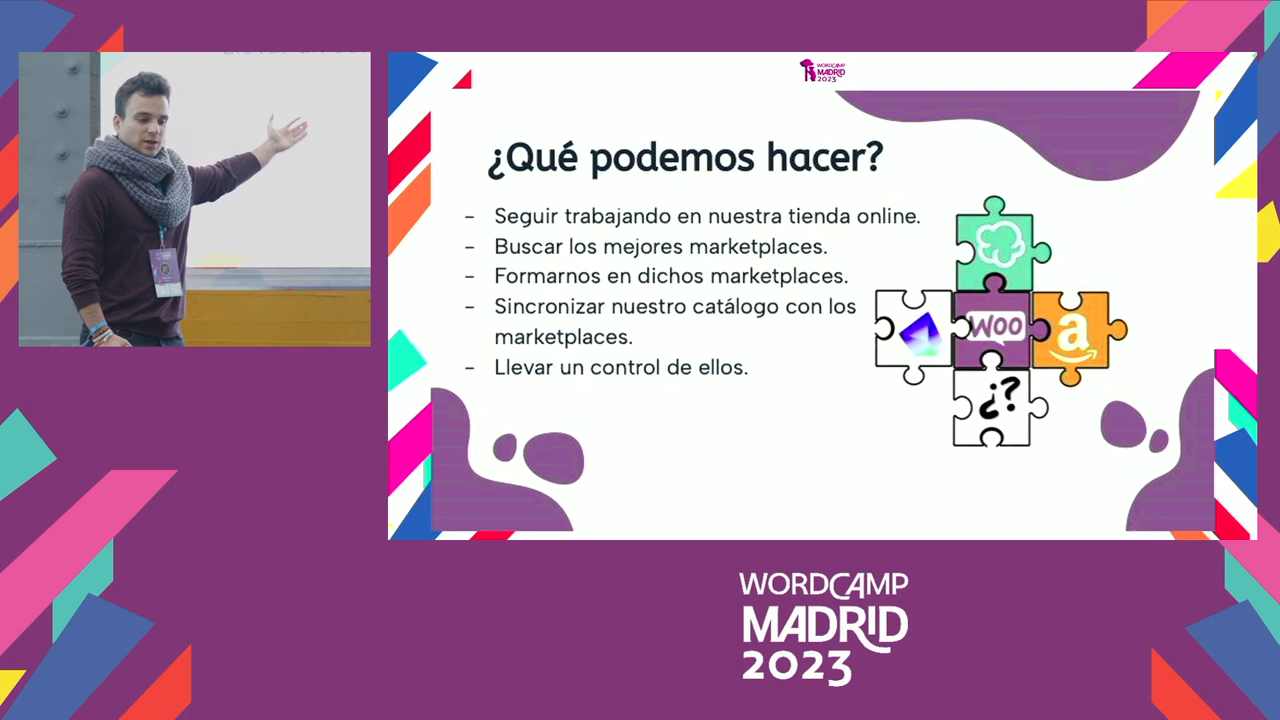 WORDCAMP
MADRID
2023
¿Qué podemos hacer?
- Seguir trabajando en nuestra tienda online.
- Buscar los mejores marketplaces.
- Formarnos en dichos marketplaces.
- Sincronizar nuestro catálogo con los
marketplaces.
- Llevar un control de ellos.
WOO
a
¿?
WORDCAMP
MADRID
2023